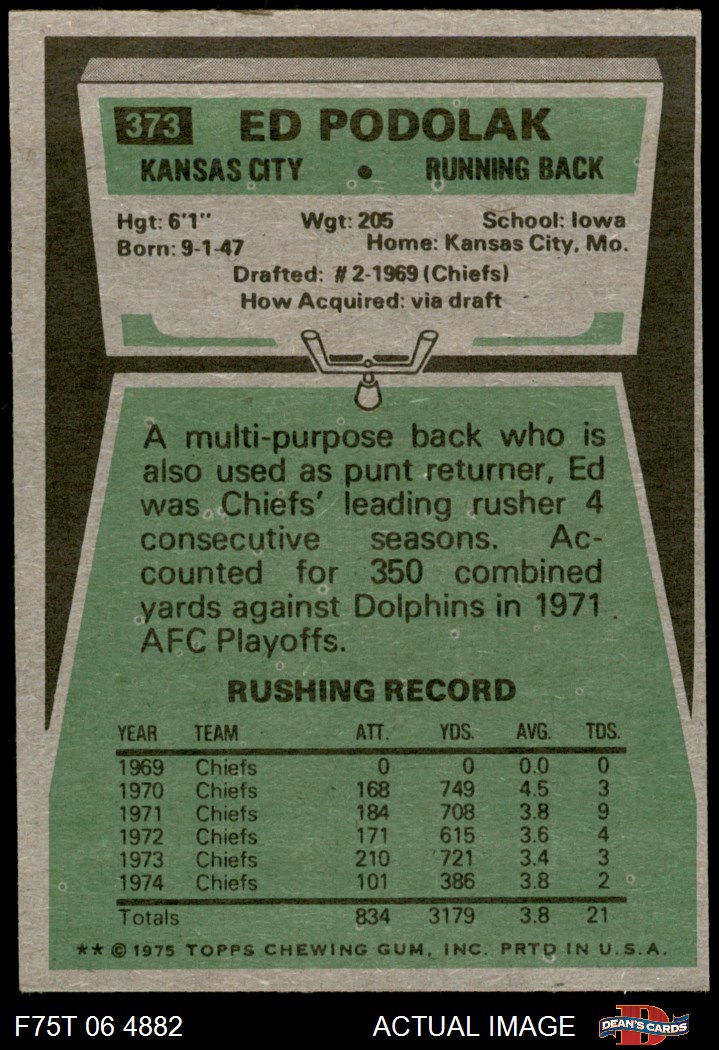 373 ED PODOLAK
KANSAS CITY • RUNNING BACK
Hgt: 6'1" Wgt: 205 School: Iowa
Born: 9-1-47 Home: Kansas City, Mo.
Drafted: #2-1969 (Chiefs)
How Acquired: via draft
A multi-purpose back who is
also used as punt returner, Ed
was Chiefs' leading rusher 4
consecutive seasons. Ac-
counted for 350 combined
yards against Dolphins in 1971
AFC Playoffs.
RUSHING RECORD
YEAR TEAM ATT. YDS. AVG. TDS.
1969 Chiefs 0 0 0.0 0
1970 Chiefs 168 749 4.5 3
1971 Chiefs 184 708 3.8 9
1972 Chiefs 171 615 3.6 4
1973 Chiefs 210 721 3.4 3
1974 Chiefs 101 386 3.8 2
Totals 834 3179 3.8 21
** © 1975 TOPPS CHEWING GUM, INC. PRTD IN U.S.A.
F75T 06 4882 ACTUAL IMAGE DEAN'S CARDS